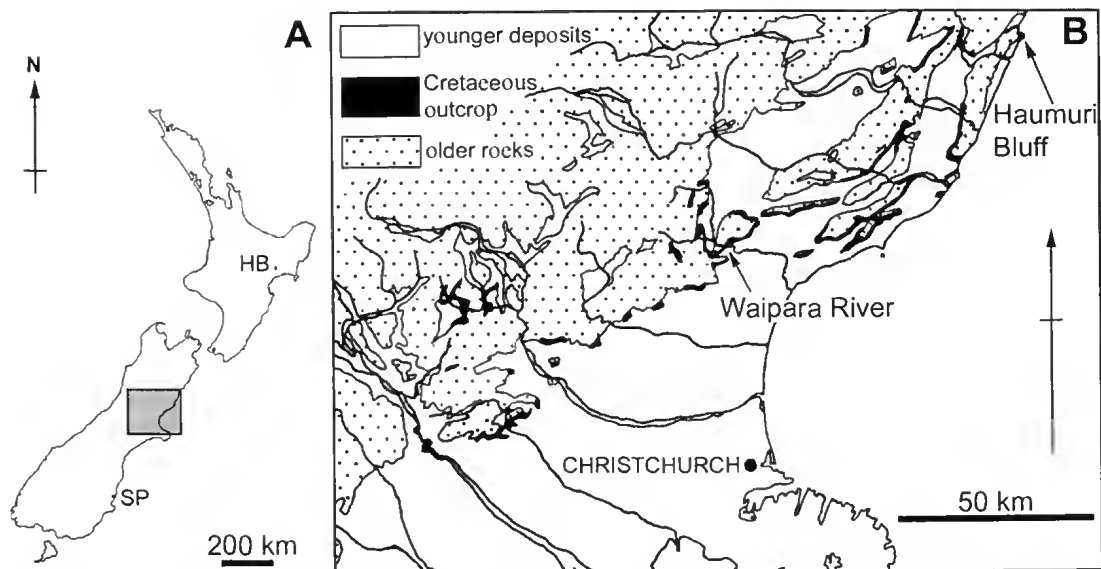 A
N
HB.
SP
200 km
B
younger deposits
Cretaceous
outcrop
older rocks
Haumuri
Bluff
Waipara River
CHRISTCHURCH
50 km